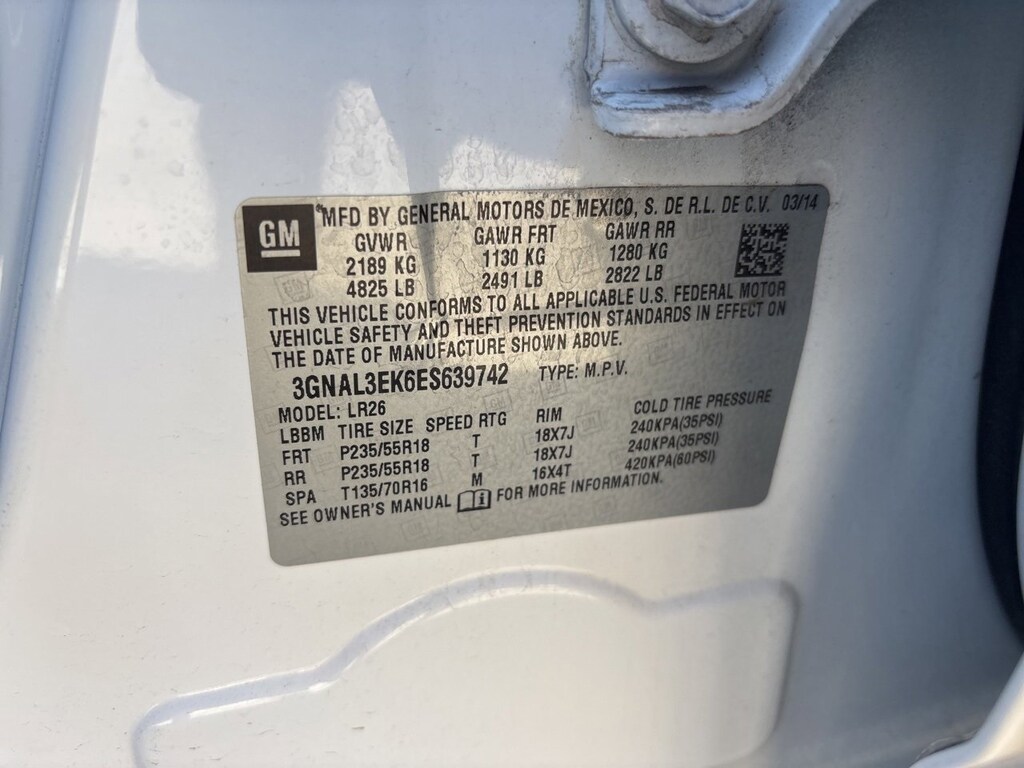 GM
MFD BY GENERAL MOTORS DE MEXICO, S. DE R.L. DE C.V. 03/14
GVWR GAWR FRT GAWR RR
2189 KG 1130 KG 1280 KG
4825 LB 2491 LB 2822 LB
THIS VEHICLE CONFORMS TO ALL APPLICABLE U.S. FEDERAL MOTOR
VEHICLE SAFETY AND THEFT PREVENTION STANDARDS IN EFFECT ON
THE DATE OF MANUFACTURE SHOWN ABOVE.
3GNAL3EK6ES639742 TYPE: M.P.V.
MODEL: LR26
LBBM TIRE SIZE SPEED RTG RIM COLD TIRE PRESSURE
FRT P235/55R18 T 18X7J 240KPA(35PSI)
RR P235/55R18 T 18X7J 240KPA(35PSI)
SPA T135/70R16 M 16X4T 420KPA(60PSI)
SEE OWNER'S MANUAL FOR MORE INFORMATION.